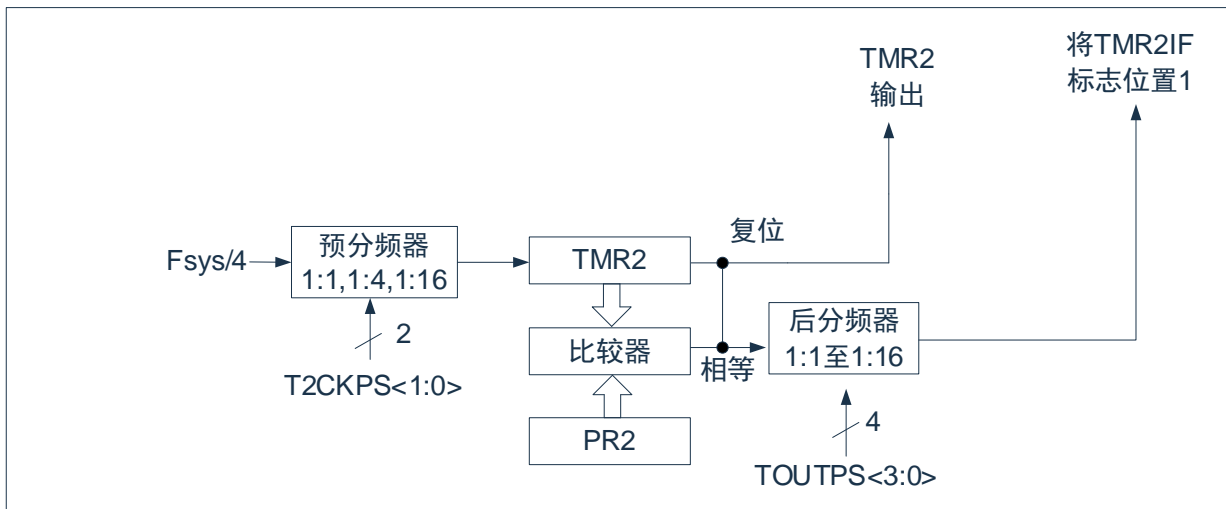 TMR2
输出
将TMR2IF
标志位置1
Fsys/4
预分频器
1:1,1:4,1:16
TMR2
复位
2
T2CKPS<1:0>
比较器
相等
后分频器
1:1至1:16
PR2
4
TOUTPS<3:0>